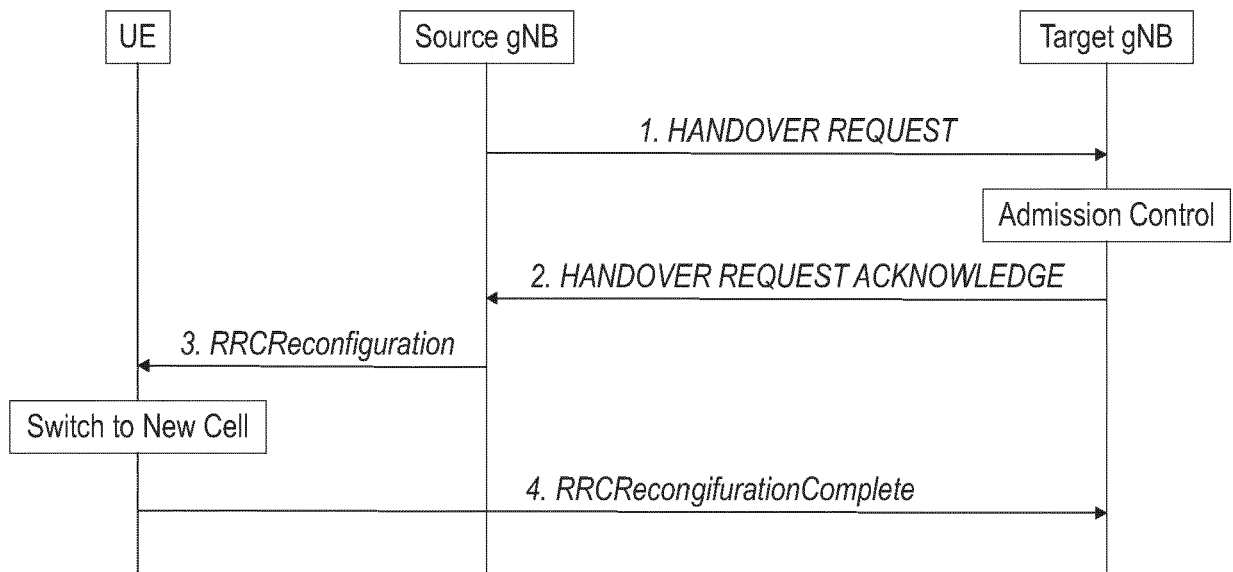 UE
Source gNB
Target gNB
1. HANDOVER REQUEST
Admission Control
2. HANDOVER REQUEST ACKNOWLEDGE
3. RRCReconfiguration
Switch to New Cell
4. RRCRecongifurationComplete